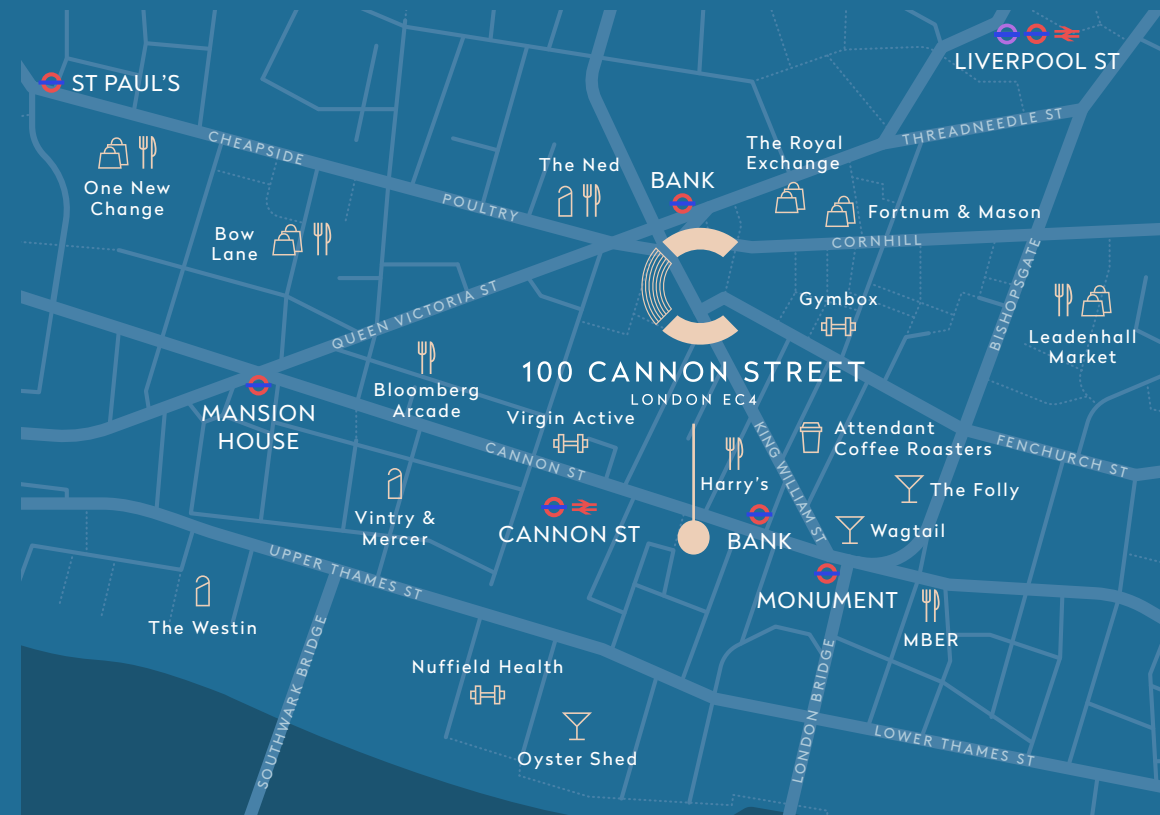 LIVERPOOL ST
ST PAUL'S
THREADNEEDLE ST
CHEAPSIDE
The Royal
Exchange
The Ned
BANK
One New
Change
POULTRY
Fortnum & Mason
Bow
Lane
CORNHILL
BISHOPSGATE
QUEEN VICTORIA ST
Gymbox
Leadenhall
Market
100 CANNON STREET
LONDON EC4
Bloomberg
Arcade
MANSION
HOUSE
Virgin Active
Attendant
Coffee Roasters
KING WILLIAM ST
FENCHURCH ST
CANNON ST
Harry's
The Folly
Vintry &
Mercer
CANNON ST
BANK
Wagtail
UPPER THAMES ST
MONUMENT
The Westin
MBER
SOUTHWARK BRIDGE
Nuffield Health
LONDON BRIDGE
Oyster Shed
LOWER THAMES ST